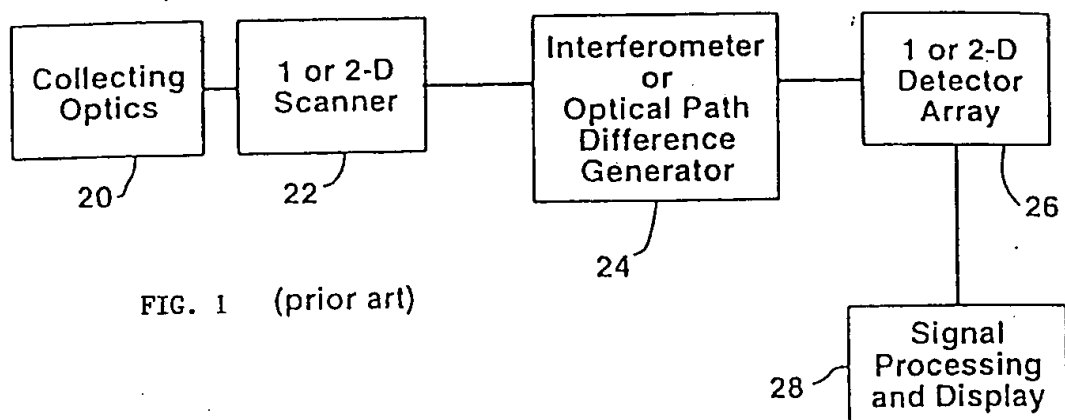 Collecting
Optics
20
1 or 2-D
Scanner
22
Interferometer
or
Optical Path
Difference
Generator
24
1 or 2-D
Detector
Array
26
Signal
Processing
and Display
28
FIG. 1 (prior art)